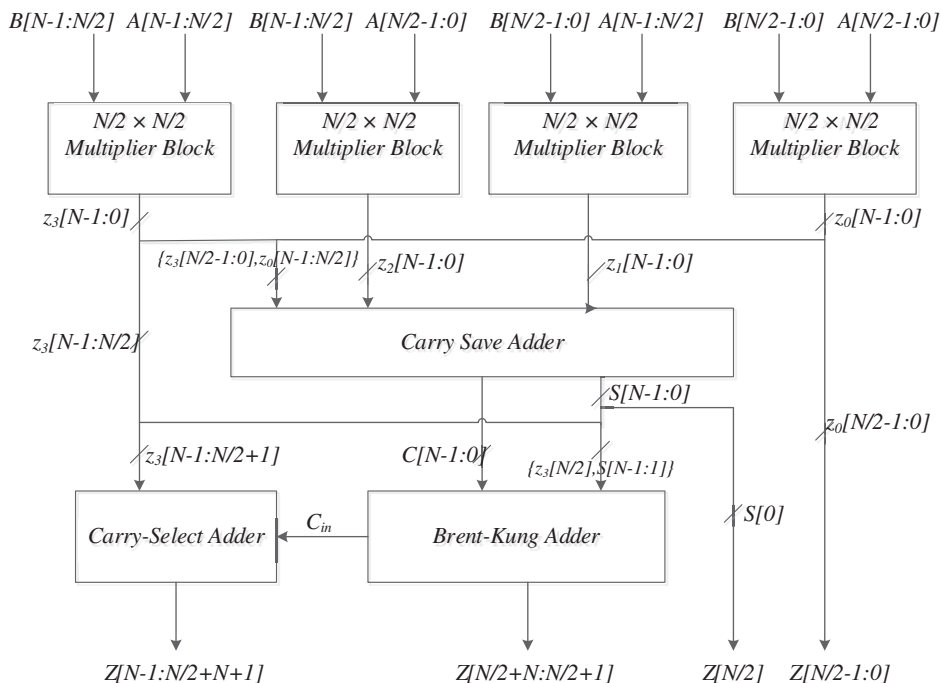 B[N-1:N/2] A[N-1:N/2] B[N-1:N/2] A[N/2-1:0] B[N/2-1:0] A[N-1:N/2] B[N/2-1:0] A[N/2-1:0]
N/2 × N/2 N/2 × N/2 N/2 × N/2 N/2 × N/2
Multiplier Block Multiplier Block Multiplier Block Multiplier Block
z3[N-1:0] z0[N-1:0]
{z3[N/2-1:0],z0[N-1:N/2]} z2[N-1:0] z1[N-1:0]
z3[N-1:N/2] Carry Save Adder
S[N-1:0]
z0[N/2-1:0]
z3[N-1:N/2+1] C[N-1:0] {z3[N/2],S[N-1:1]}
S[0]
Carry-Select Adder Cin Brent-Kung Adder
Z[N-1:N/2+N+1] Z[N/2+N:N/2+1] Z[N/2] Z[N/2-1:0]